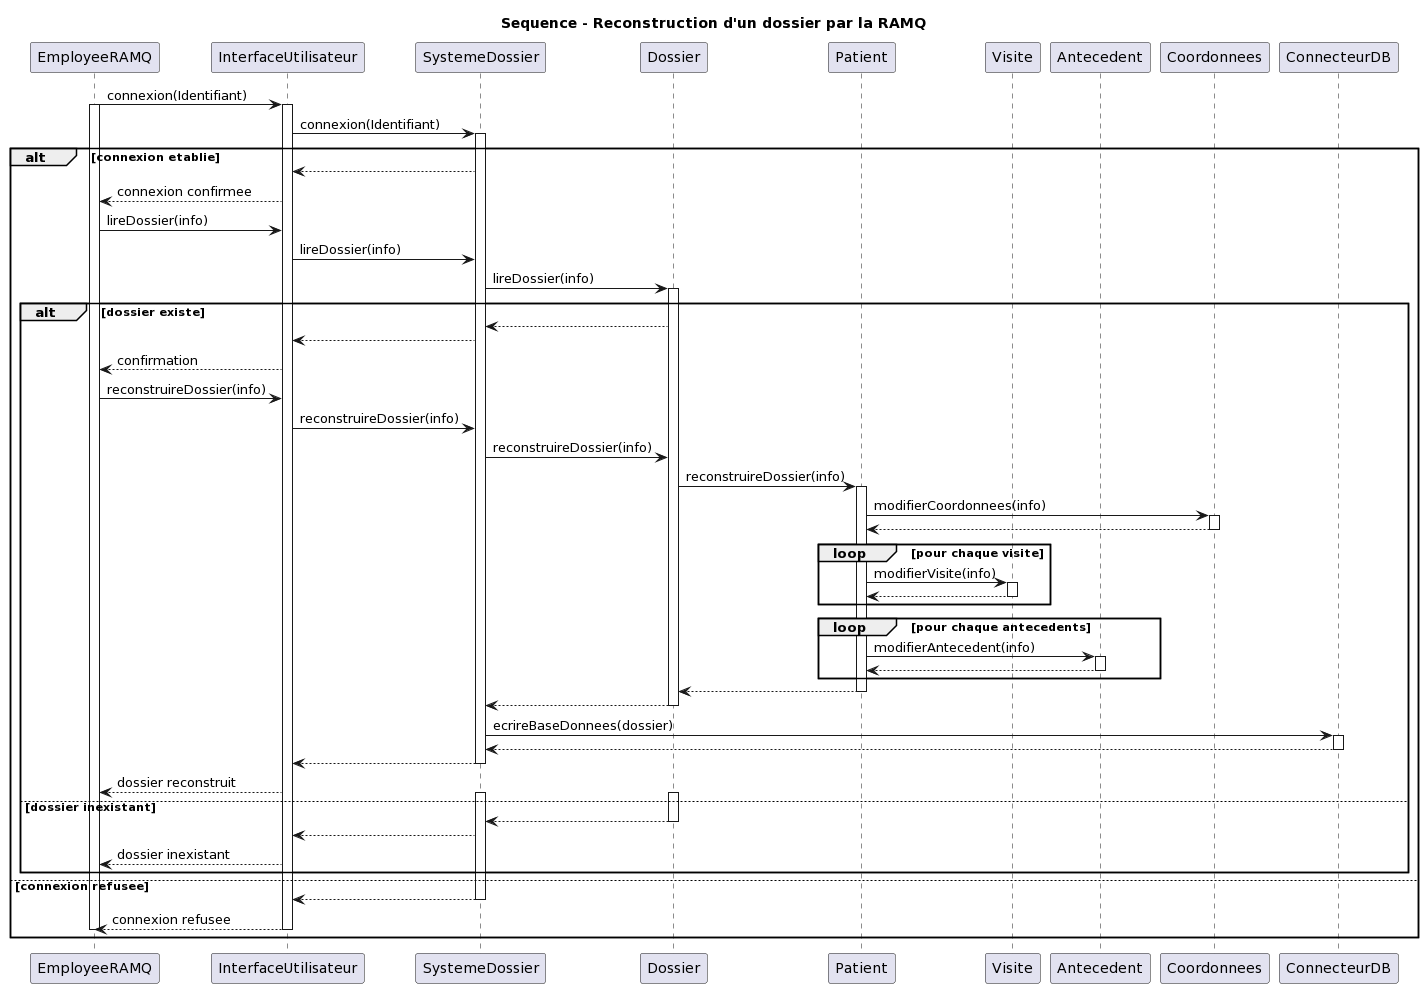 Sequence - Reconstruction d'un dossier par la RAMQ
EmployeeRAMQ InterfaceUtilisateur SystemeDossier Dossier Patient Visite Antecedent Coordonnees ConnecteurDB
connexion(Identifiant)
connexion(Identifiant)
alt [connexion etablie]
connexion confirmee
lireDossier(info)
lireDossier(info)
lireDossier(info)
alt [dossier existe]
confirmation
reconstruireDossier(info)
reconstruireDossier(info)
reconstruireDossier(info)
reconstruireDossier(info)
modifierCoordonnees(info)
loop [pour chaque visite]
modifierVisite(info)
loop [pour chaque antecedents]
modifierAntecedent(info)
ecrireBaseDonnees(dossier)
dossier reconstruit
[dossier inexistant]
dossier inexistant
[connexion refusee]
connexion refusee
EmployeeRAMQ InterfaceUtilisateur SystemeDossier Dossier Patient Visite Antecedent Coordonnees ConnecteurDB